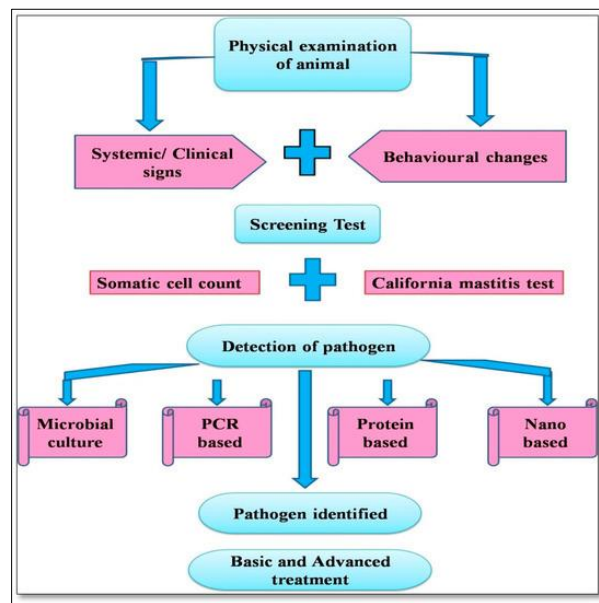 Physical examination
of animal
Systemic/ Clinical
signs
Behavioural changes
Screening Test
Somatic cell count
California mastitis test
Detection of pathogen
Microbial
culture
PCR
based
Protein
based
Nano
based
Pathogen identified
Basic and Advanced
treatment